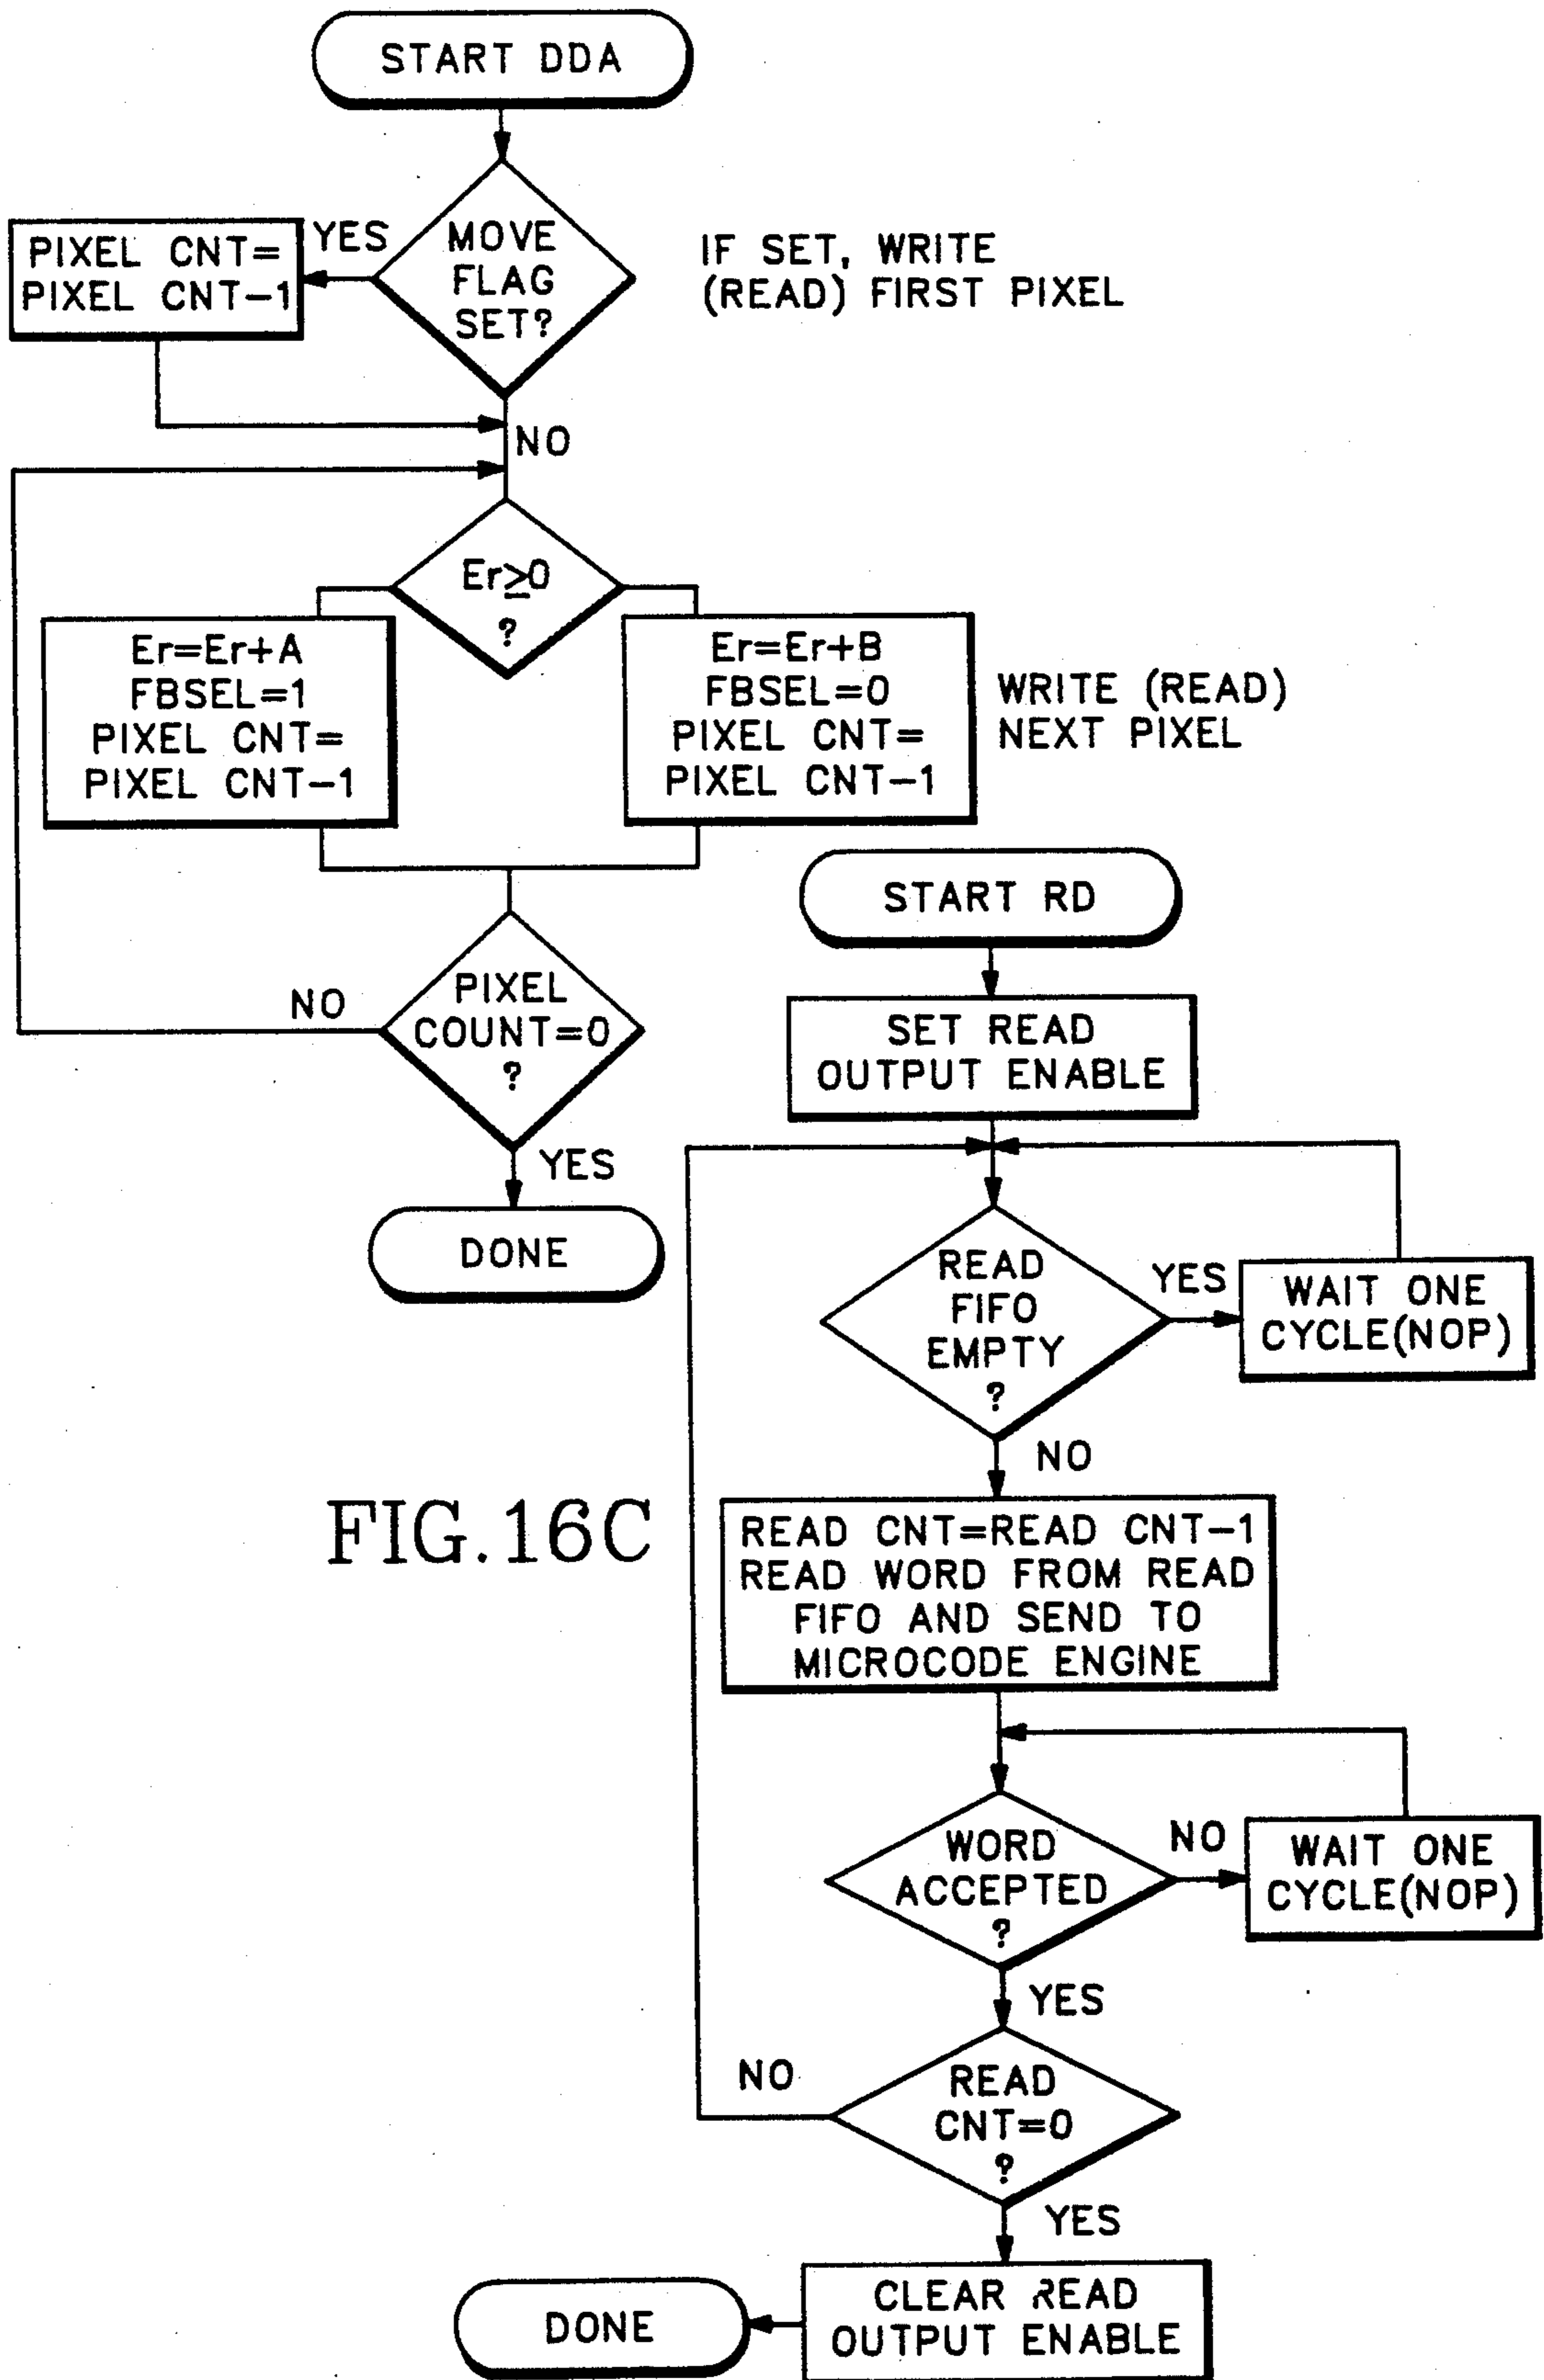 START DDA
MOVE
FLAG
SET?
YES
PIXEL CNT=
PIXEL CNT-1
IF SET, WRITE
(READ) FIRST PIXEL
NO
Er≥0
?
Er=Er+A
FBSEL=1
PIXEL CNT=
PIXEL CNT-1
Er=Er+B
FBSEL=0
PIXEL CNT=
PIXEL CNT-1
WRITE (READ)
NEXT PIXEL
PIXEL
COUNT=0
?
NO
YES
DONE
START RD
SET READ
OUTPUT ENABLE
READ
FIFO
EMPTY
?
YES
WAIT ONE
CYCLE(NOP)
NO
READ CNT=READ CNT-1
READ WORD FROM READ
FIFO AND SEND TO
MICROCODE ENGINE
WORD
ACCEPTED
?
NO
WAIT ONE
CYCLE(NOP)
YES
READ
CNT=0
?
NO
YES
CLEAR READ
OUTPUT ENABLE
DONE
FIG.16C